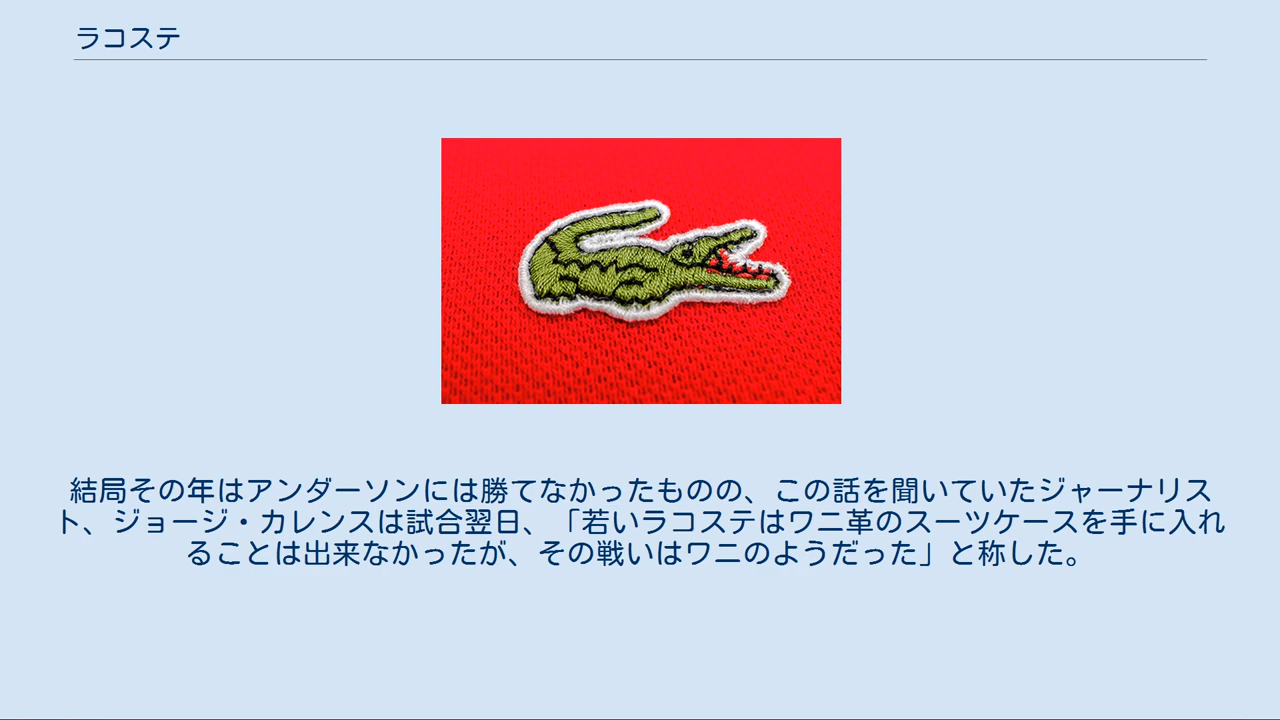 ラコステ
結局その年はアンダーソンには勝てなかったものの、この話を聞いていたジャーナリス
ト、ジョージ・カレンスは試合翌日、「若いラコステはワニ革のスーツケースを手に入れ
ることは出来なかったが、その戦いはワニのようだった」と称した。